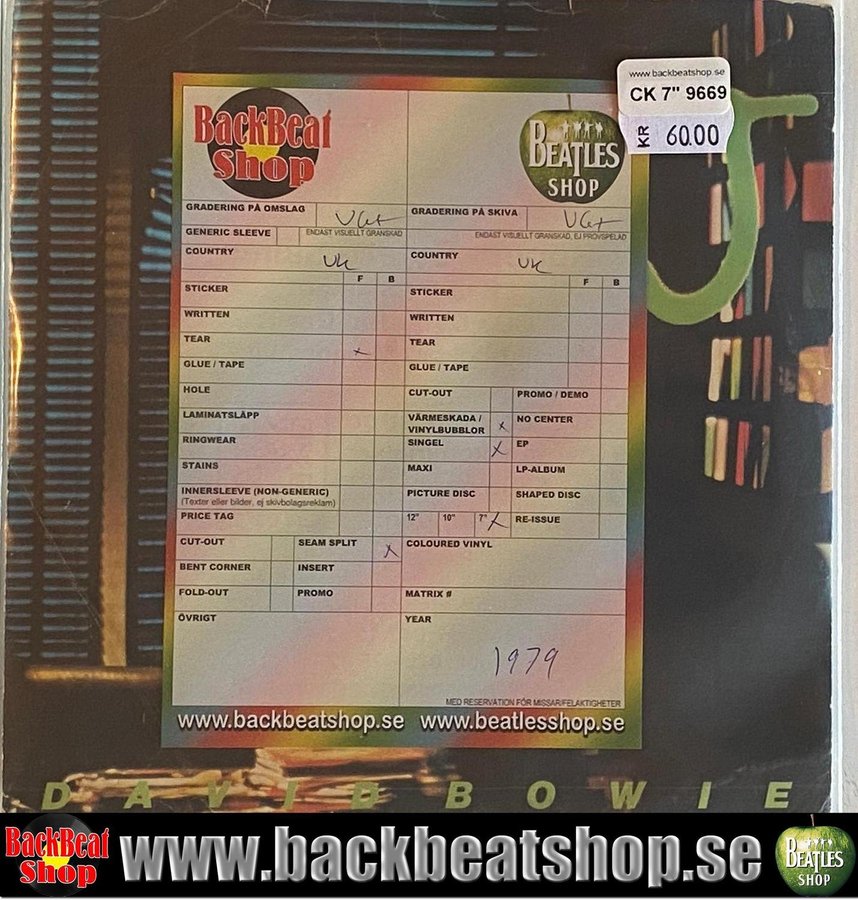 www.backbeatshop.se
CK 7" 9669
KR 60.00
BackBeat
Shop
BEATLES
SHOP
GRADERING PÅ OMSLAG
VG+
GRADERING PÅ SKIVA
VG+
GENERIC SLEEVE
ENDAST VISUELLT GRANSKAD
ENDAST VISUELLT GRANSKAD, EJ PROVSPELAD
COUNTRY
UK
COUNTRY
UK
F B
F B
STICKER
STICKER
WRITTEN
WRITTEN
TEAR
x
TEAR
GLUE / TAPE
GLUE / TAPE
HOLE
CUT-OUT
PROMO / DEMO
LAMINATSLÄPP
VÄRMESKADA /
VINYLBUBBLOR
x
NO CENTER
RINGWEAR
SINGEL
x
EP
STAINS
MAXI
LP-ALBUM
INNERSLEEVE (NON-GENERIC)
(Texter eller bilder, ej skivbolagsreklam)
PICTURE DISC
SHAPED DISC
PRICE TAG
12" 10" 7" x
RE-ISSUE
CUT-OUT
SEAM SPLIT
x
COLOURED VINYL
BENT CORNER
INSERT
FOLD-OUT
PROMO
MATRIX #
ÖVRIGT
YEAR
1979
MED RESERVATION FÖR MISSAR/FELAKTIGHETER
www.backbeatshop.se www.beatlesshop.se
DAVID BOWIE
BackBeat
Shop
www.backbeatshop.se
BEATLES
SHOP